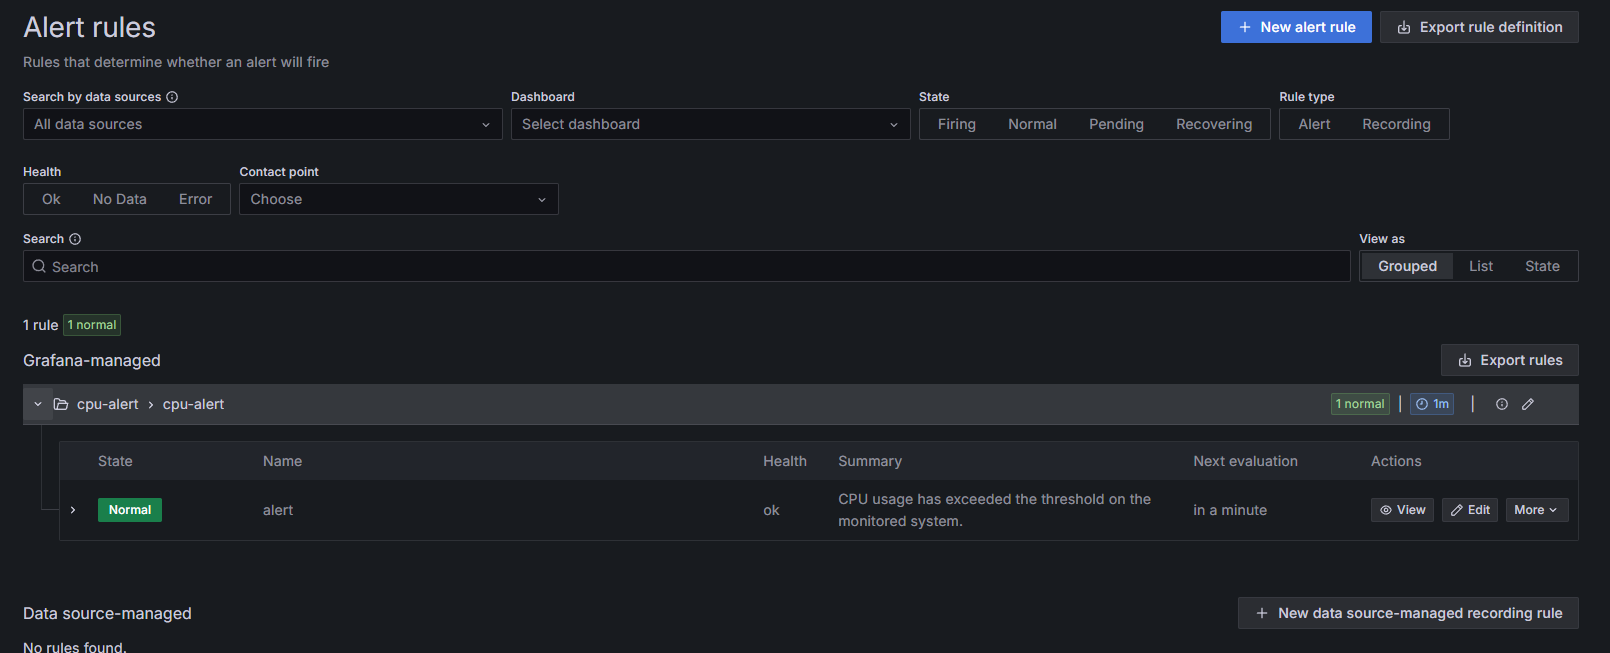 Alert rules
New alert rule
Export rule definition
Rules that determine whether an alert will fire
Search by data sources
Dashboard
State
Rule type
All data sources
Select dashboard
Firing
Normal
Pending
Recovering
Alert
Recording
Health
Contact point
Ok
No Data
Error
Choose
Search
View as
Search
Grouped
List
State
1 rule 1 normal
Grafana-managed
Export rules
cpu-alert > cpu-alert
1 normal | 1m |
State
Name
Health
Summary
Next evaluation
Actions
Normal
alert
ok
CPU usage has exceeded the threshold on the
monitored system.
in a minute
View
Edit
More
Data source-managed
New data source-managed recording rule
No rules found.